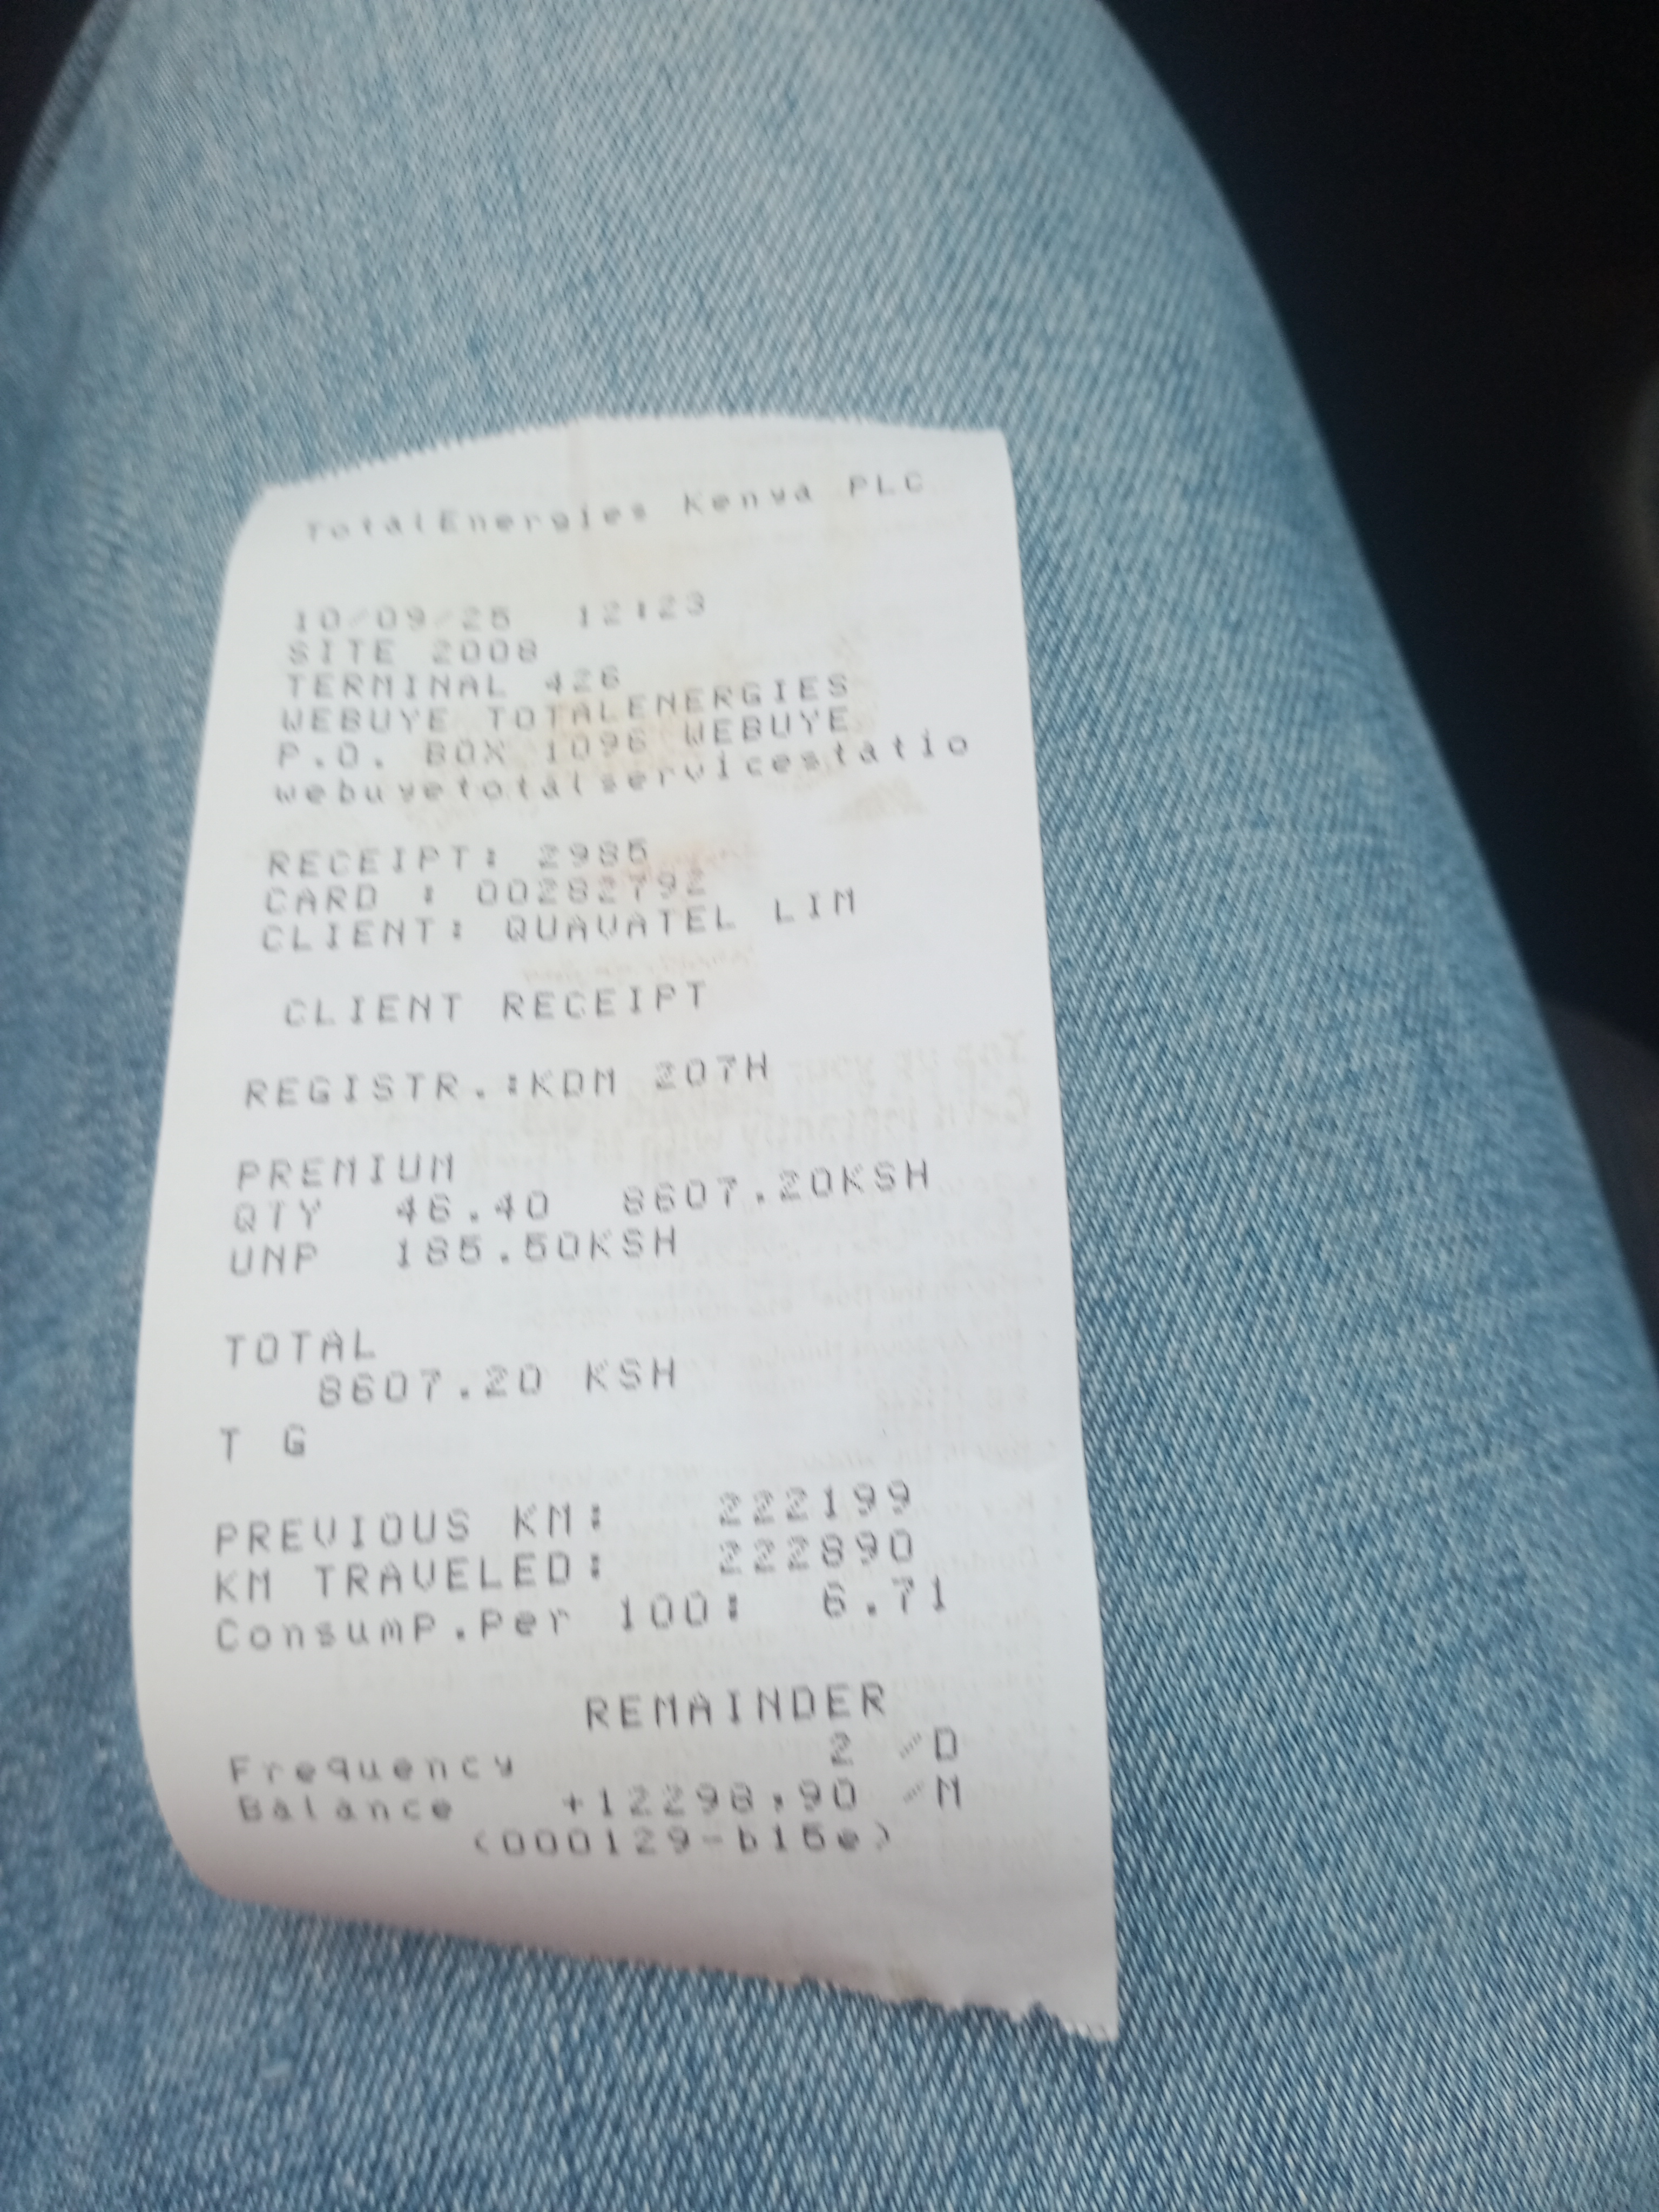 TotalEnergies Kenya PLC
10/09/25 12:23
SITE 2008
TERMINAL 426
WEBUYE TOTALENERGIES
P.O. BOX 1096 WEBUYE
webuyetotalservicestatio
RECEIPT: 2985
CARD : 00282792
CLIENT: QUAVATEL LIM
CLIENT RECEIPT
REGISTR.:KDM 207H
PREMIUM
QTY 46.40 8607.20KSH
UNP 185.50KSH
TOTAL
8607.20 KSH
T G
PREVIOUS KM: 222199
KM TRAVELED: 222890
Consump.Per 100: 6.71
REMAINDER
Frequency 2 /D
Balance +12298,90 /M
(000129-b15e)